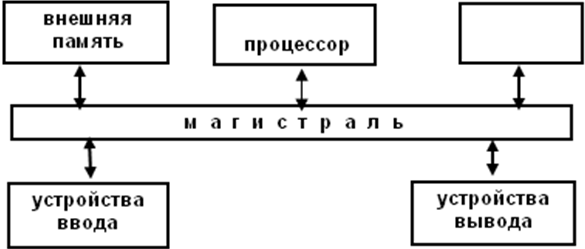 внешняя
память
процессор
магистраль
устройства
ввода
устройства
вывода